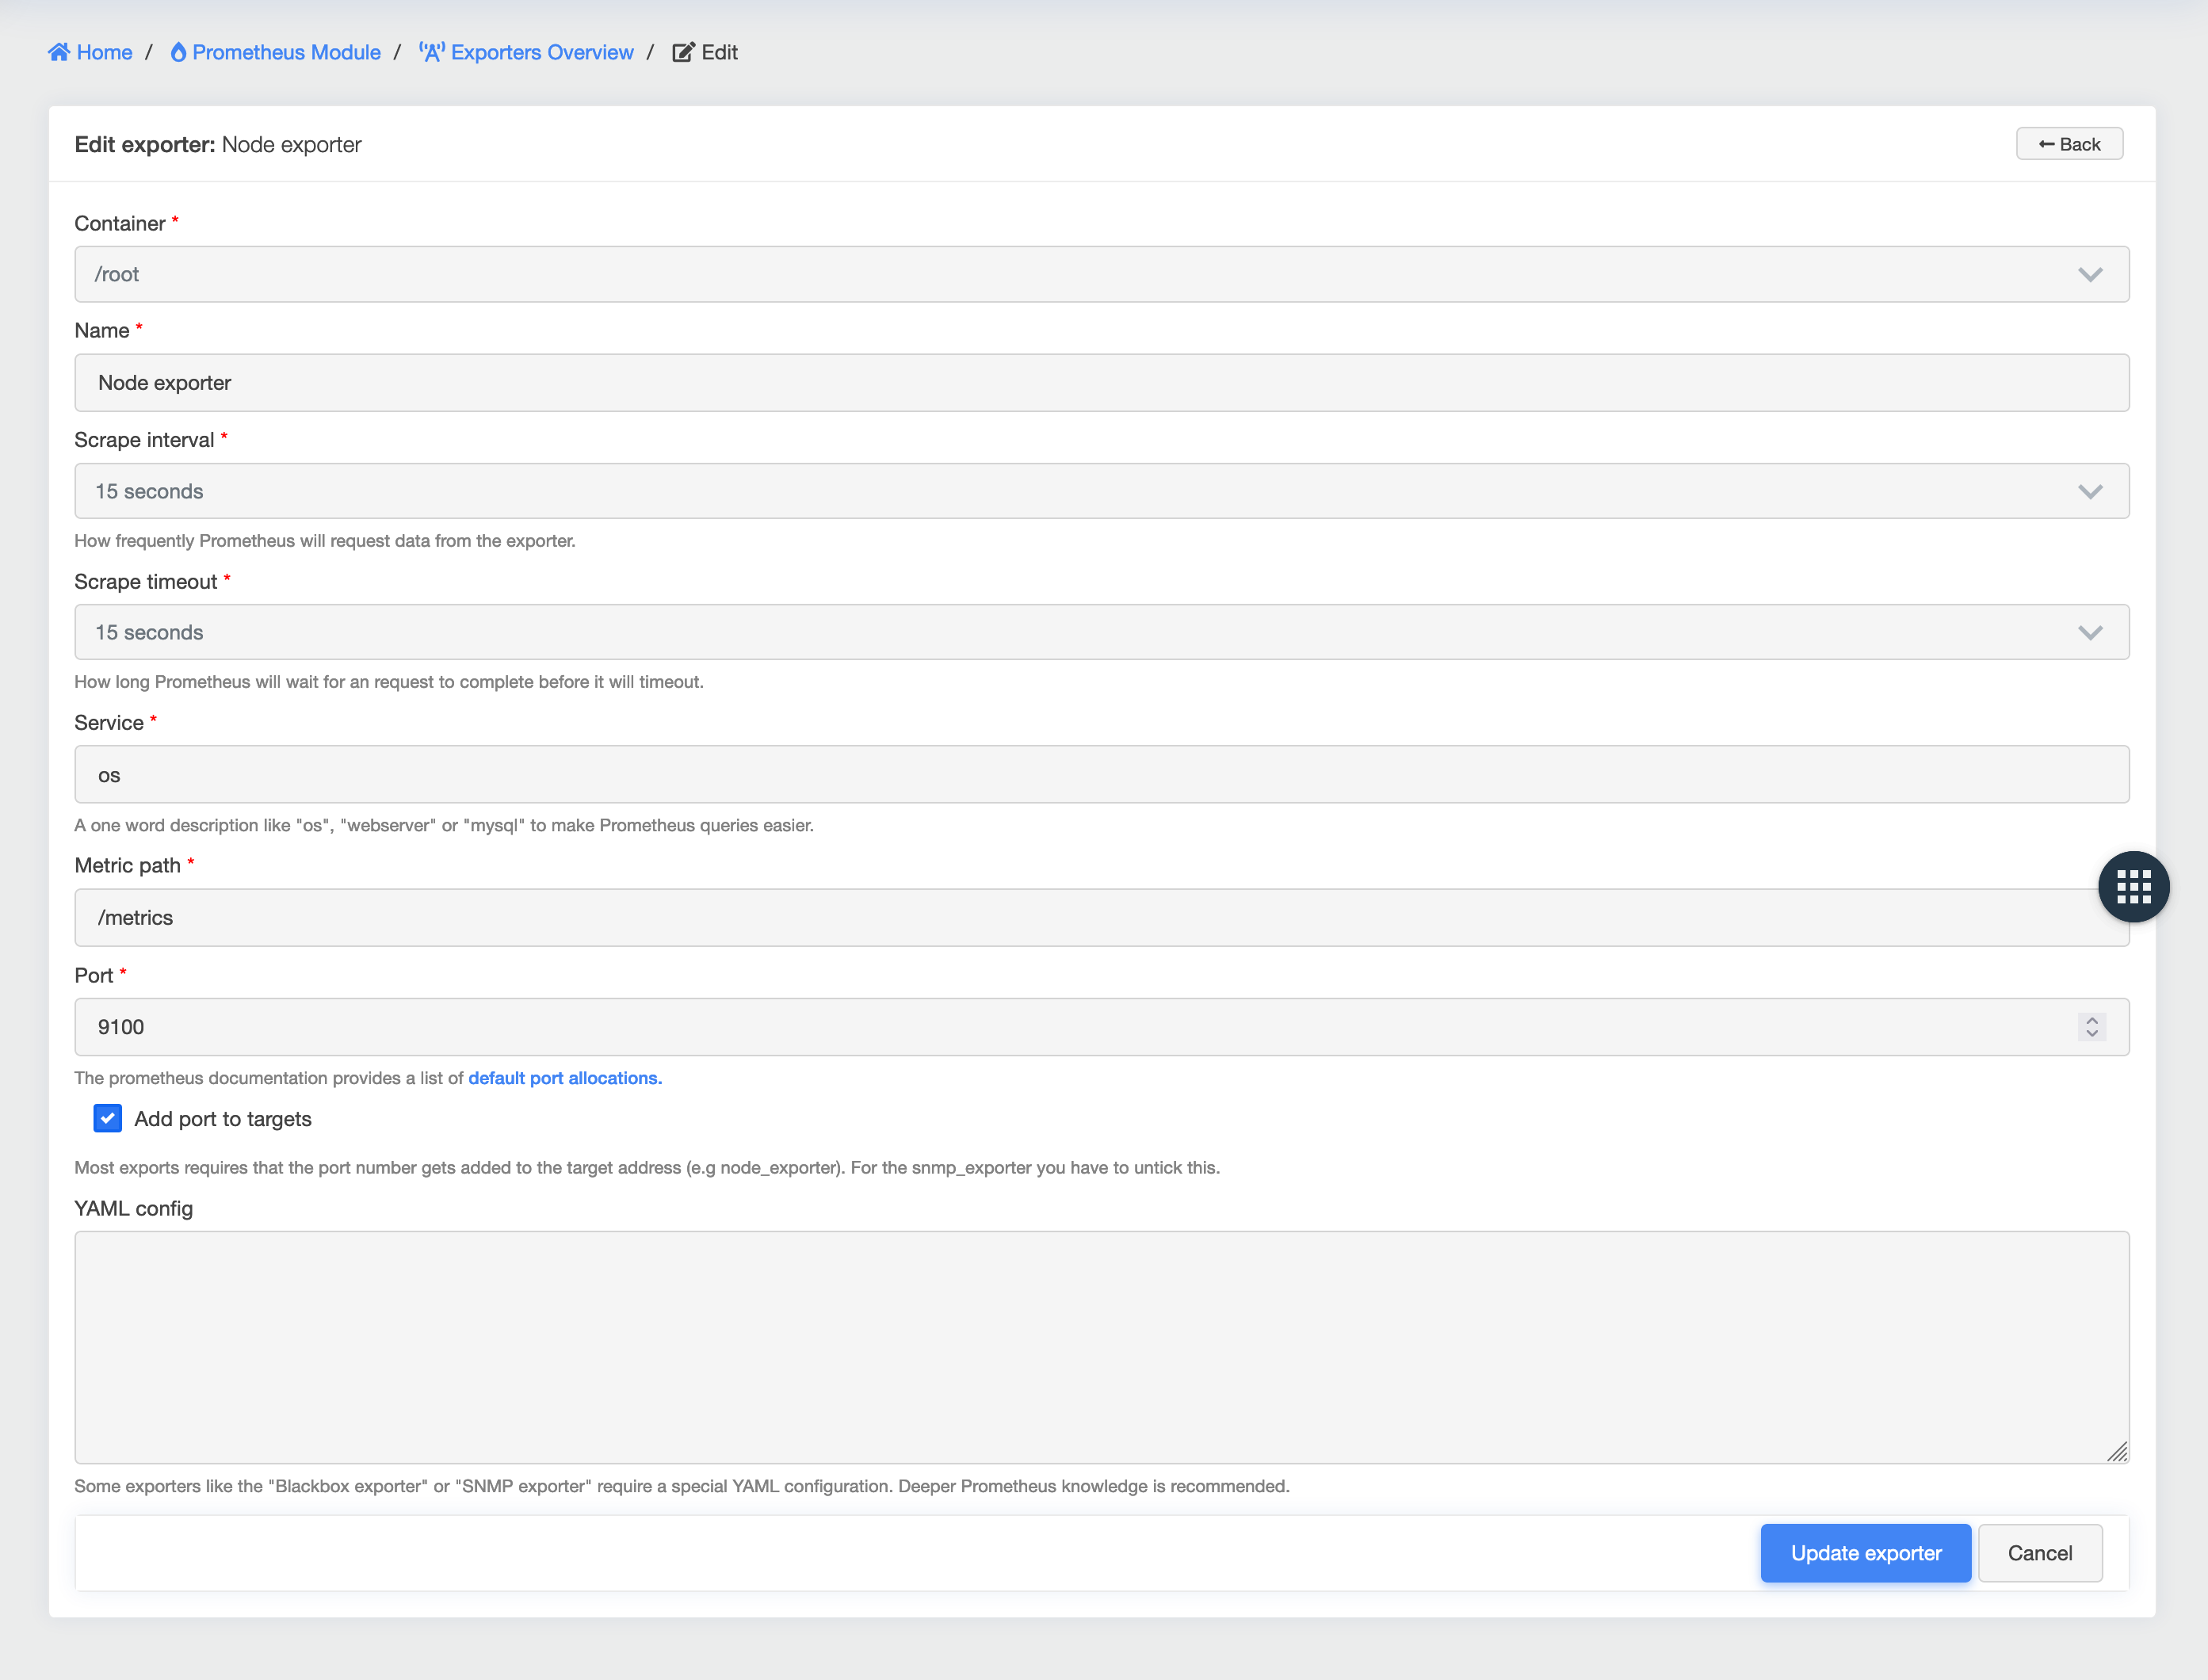 Home / Prometheus Module / Exporters Overview / Edit
Edit exporter: Node exporter
Back
Container *
/root
Name *
Node exporter
Scrape interval *
15 seconds
How frequently Prometheus will request data from the exporter.
Scrape timeout *
15 seconds
How long Prometheus will wait for an request to complete before it will timeout.
Service *
os
A one word description like "os", "webserver" or "mysql" to make Prometheus queries easier.
Metric path *
/metrics
Port *
9100
The prometheus documentation provides a list of default port allocations.
Add port to targets
Most exports requires that the port number gets added to the target address (e.g node_exporter). For the snmp_exporter you have to untick this.
YAML config
Some exporters like the "Blackbox exporter" or "SNMP exporter" require a special YAML configuration. Deeper Prometheus knowledge is recommended.
Update exporter
Cancel